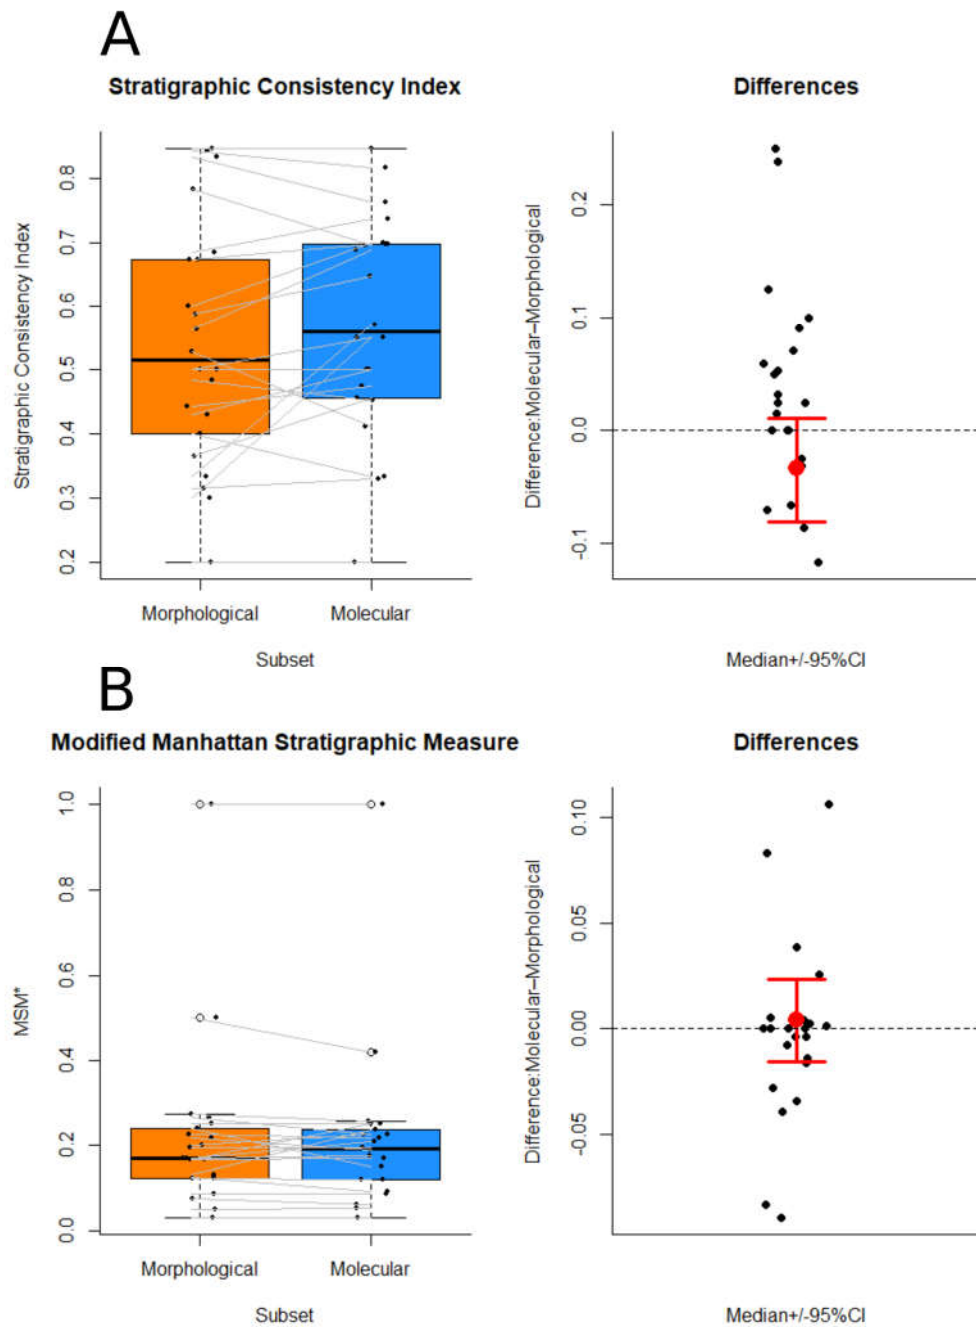 A
Stratigraphic Consistency Index
Differences
Stratigraphic Consistency Index
0.2
0.3
0.4
0.5
0.6
0.7
0.8
Morphological
Molecular
Subset
Difference:Molecular–Morphological
-0.1
0.0
0.1
0.2
Median+/-95%CI
B
Modified Manhattan Stratigraphic Measure
Differences
MSM*
0.0
0.2
0.4
0.6
0.8
1.0
Morphological
Molecular
Subset
Difference:Molecular–Morphological
-0.05
0.00
0.05
0.10
Median+/-95%CI